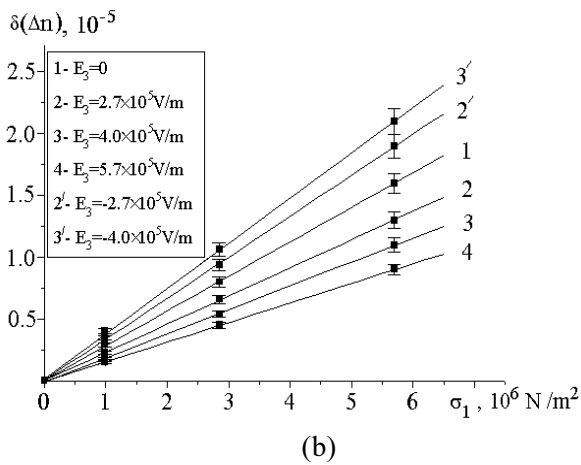 δ(Δn), 10⁻⁵
2.5
2.0
1.5
1.0
0.5
1- E₃=0
2- E₃=2.7×10⁵V/m
3- E₃=4.0×10⁵V/m
4- E₃=5.7×10⁵V/m
2′- E₃=-2.7×10⁵V/m
3′- E₃=-4.0×10⁵V/m
3′
2′
1
2
3
4
0 1 2 3 4 5 6 σ₁, 10⁶ N /m²
(b)